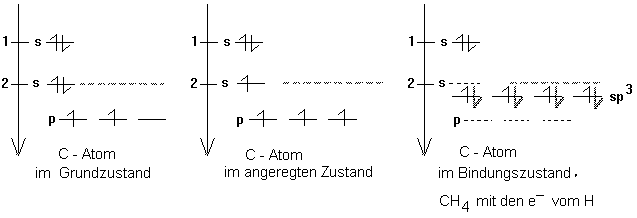 1 s
2 s
p
C - Atom
im Grundzustand
1 s
2 s
p
C - Atom
im angeregten Zustand
1 s
2 s
sp³
p
C - Atom
im Bindungszustand,
CH₄ mit den e⁻ vom H